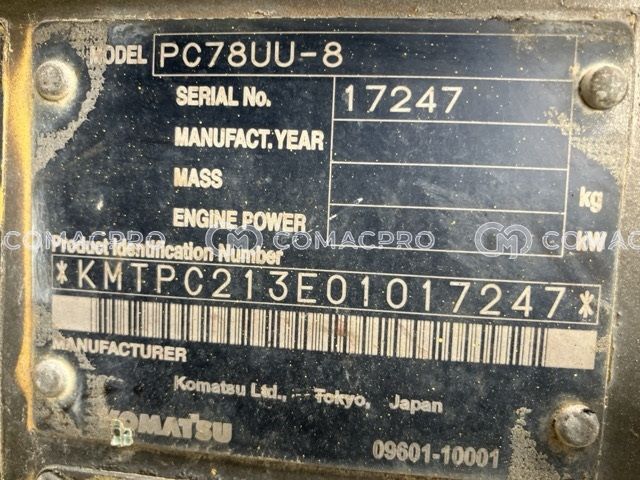 MODEL PC78UU-8
SERIAL No. 17247
MANUFACT. YEAR
MASS kg
ENGINE POWER kW
COMACPRO COMACPRO COMACPRO
Product Identification Number
*KMTPC213E01017247*
MANUFACTURER
Komatsu Ltd., Tokyo, Japan
KOMATSU
09601-10001